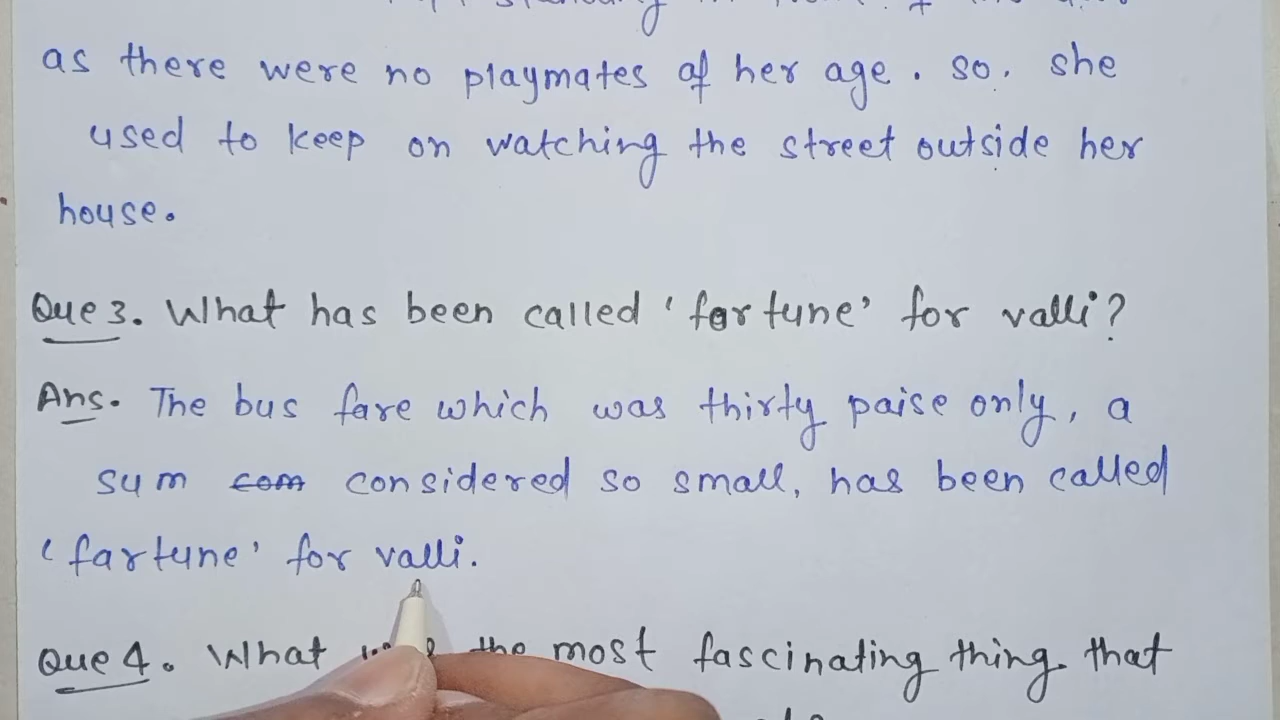 standing
as there were no playmates of her age. so. she
used to keep on watching the street outside her
house.
Que 3. What has been called 'fortune' for valli?
Ans. The bus fare which was thirty paise only, a
sum com considered so small, has been called
'fartune' for valli.
Que 4. What the most fascinating thing that